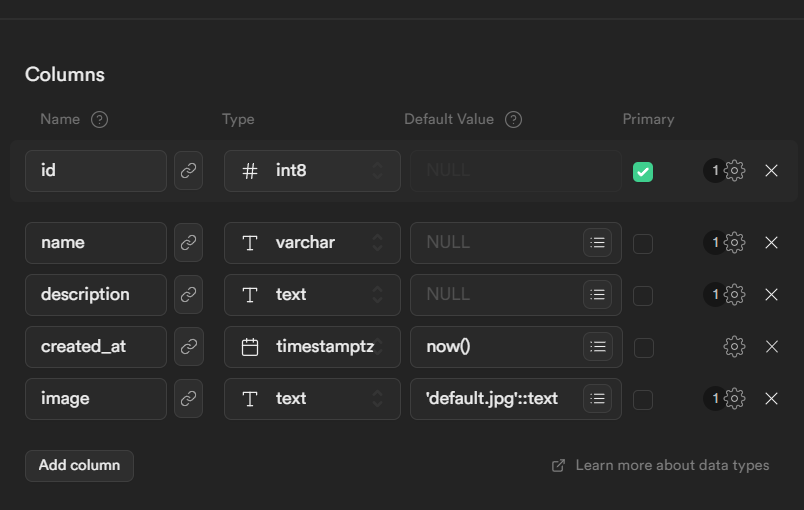 Columns
Name Type Default Value Primary
id int8 NULL 1
name varchar NULL 1
description text NULL 1
created_at timestamptz now()
image text 'default.jpg'::text 1
Add column Learn more about data types